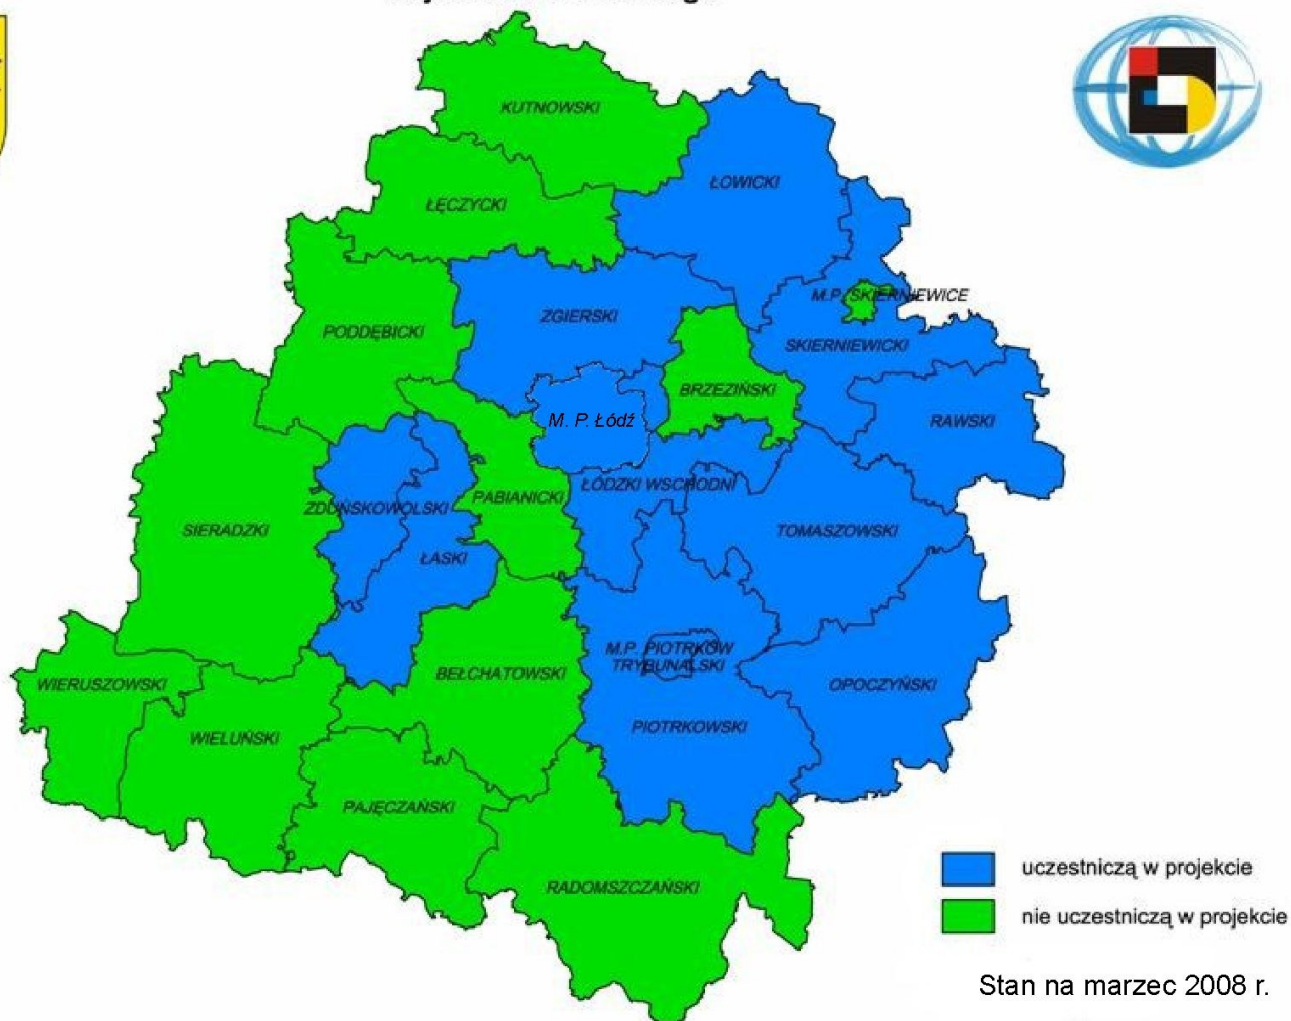 KUTNOWSKI
ŁOWICKI
ŁĘCZYCKI
M.P. SKIERNIEWICE
ZGIERSKI
PODDĘBICKI
SKIERNIEWICKI
BRZEZIŃSKI
M. P. Łódź
RAWSKI
ŁÓDZKI WSCHODNI
PABIANICKI
ZDUŃSKOWOLSKI
SIERADZKI
TOMASZOWSKI
ŁASKI
M.P. PIOTRKÓW
TRYBUNALSKI
BEŁCHATOWSKI
WIERUSZOWSKI
OPOCZYŃSKI
PIOTRKOWSKI
WIELUŃSKI
PAJĘCZAŃSKI
RADOMSZCZAŃSKI
uczestniczą w projekcie
nie uczestniczą w projekcie
Stan na marzec 2008 r.